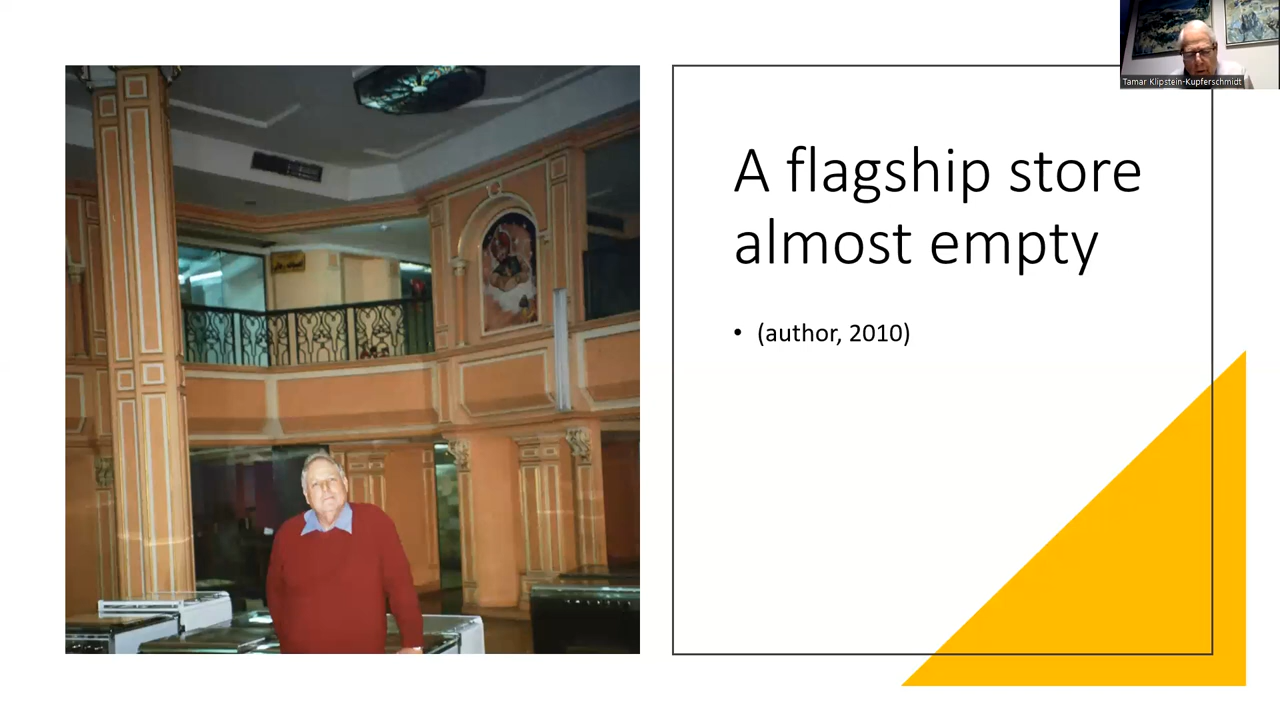 Tamar Klipstein-Kupferschmidt
A flagship store
almost empty
• (author, 2010)